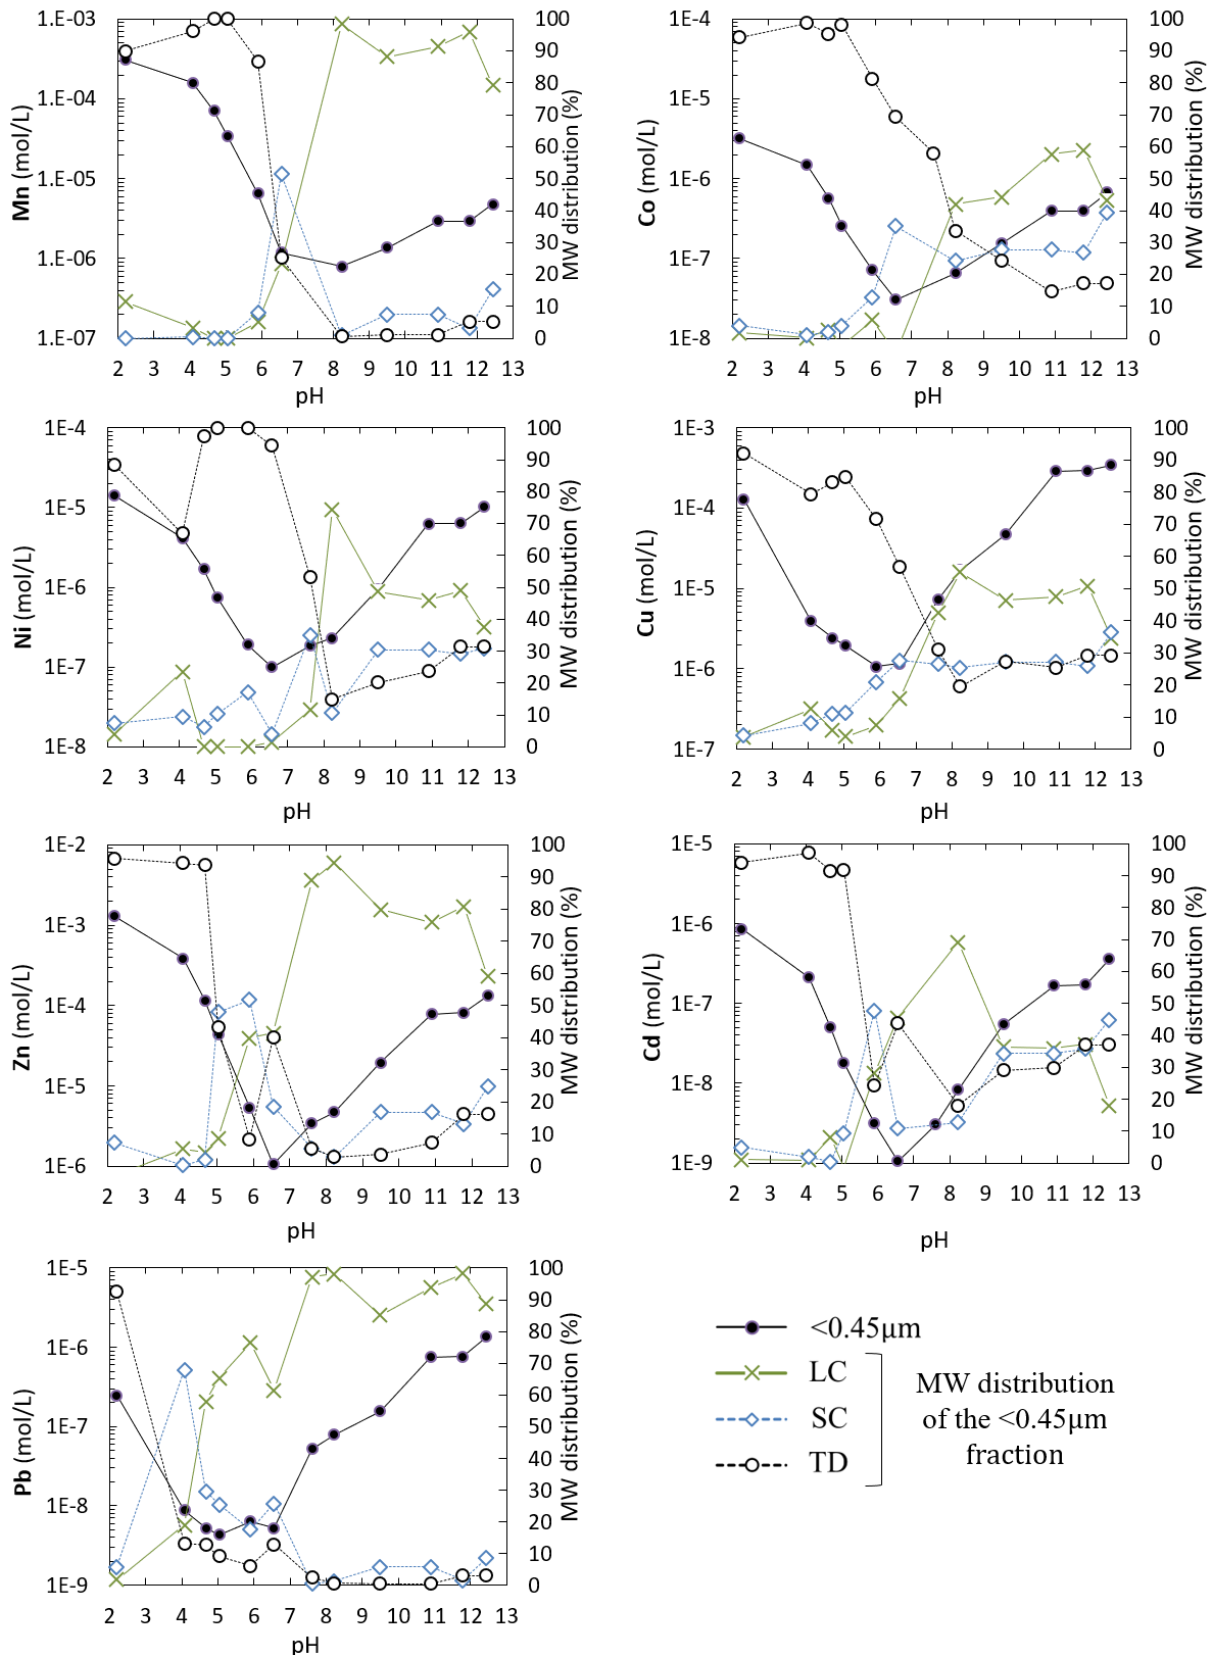 1.E-03
1.E-04
1.E-05
1.E-06
1.E-07
Mn (mol/L)
100
90
80
70
60
50
40
30
20
10
0
MW distribution (%)
2 3 4 5 6 7 8 9 10 11 12 13
pH
1E-4
1E-5
1E-6
1E-7
1E-8
Co (mol/L)
100
90
80
70
60
50
40
30
20
10
0
MW distribution (%)
2 3 4 5 6 7 8 9 10 11 12 13
pH
1E-4
1E-5
1E-6
1E-7
1E-8
Ni (mol/L)
100
90
80
70
60
50
40
30
20
10
0
MW distribution (%)
2 3 4 5 6 7 8 9 10 11 12 13
pH
1E-3
1E-4
1E-5
1E-6
1E-7
Cu (mol/L)
100
90
80
70
60
50
40
30
20
10
0
MW distribution (%)
2 3 4 5 6 7 8 9 10 11 12 13
pH
1E-2
1E-3
1E-4
1E-5
1E-6
Zn (mol/L)
100
90
80
70
60
50
40
30
20
10
0
MW distribution (%)
2 3 4 5 6 7 8 9 10 11 12 13
pH
1E-5
1E-6
1E-7
1E-8
1E-9
Cd (mol/L)
100
90
80
70
60
50
40
30
20
10
0
MW distribution (%)
2 3 4 5 6 7 8 9 10 11 12 13
pH
1E-5
1E-6
1E-7
1E-8
1E-9
Pb (mol/L)
100
90
80
70
60
50
40
30
20
10
0
MW distribution (%)
2 3 4 5 6 7 8 9 10 11 12 13
pH
<0.45µm
LC
SC
TD
MW distribution
of the <0.45µm
fraction